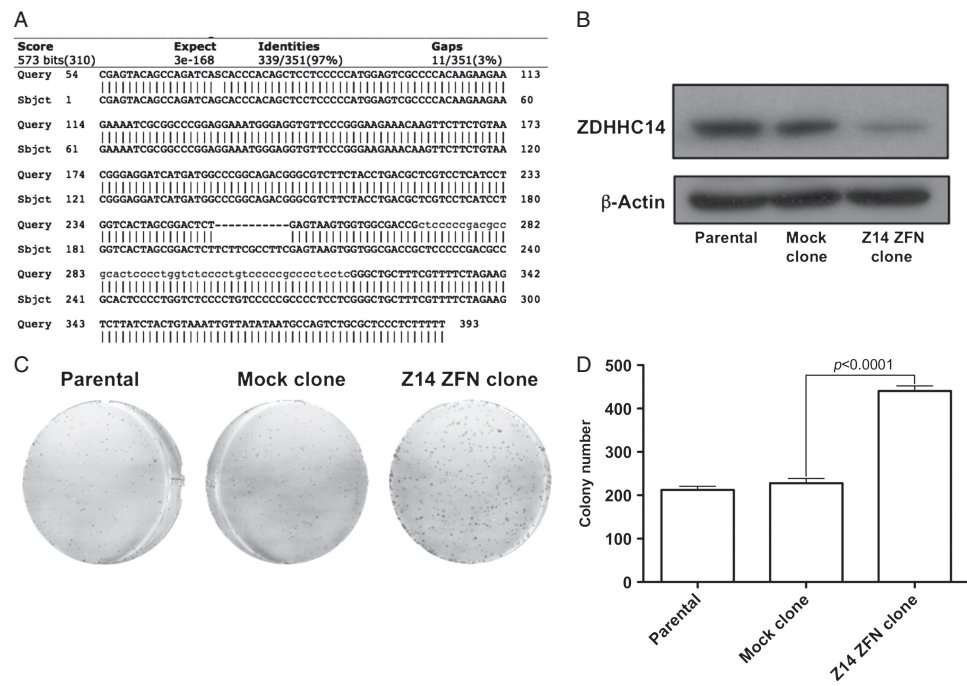 A
Score Expect Identities Gaps
573 bits(310) 3e-168 339/351(97%) 11/351(3%)
Query 54 CGAGTACAGCCAGATCASCACCCACAGCTCCTCCCCCATGGAGTCGCCCCACAAGAAGAA 113
Sbjct 1 CGAGTACAGCCAGATCAGCACCCACAGCTCCTCCCCCATGGAGTCGCCCCACAAGAAGAA 60
Query 114 GAAAATCGCGGCCCGGAGGAAATGGGAGGTGTTCCCGGGAAGAAACAAGTTCTTCTGTAA 173
Sbjct 61 GAAAATCGCGGCCCGGAGGAAATGGGAGGTGTTCCCGGGAAGAAACAAGTTCTTCTGTAA 120
Query 174 CGGGAGGATCATGATGGCCCGGCAGACGGGCGTCTTCTACCTGACGCTCGTCCTCATCCT 233
Sbjct 121 CGGGAGGATCATGATGGCCCGGCAGACGGGCGTCTTCTACCTGACGCTCGTCCTCATCCT 180
Query 234 GGTCACTAGCGGACTCT-----------GAGTAAGTGGTGGCGACCGctcccccgacgcc 282
Sbjct 181 GGTCACTAGCGGACTCTTCTTCGCCTTCGAGTAAGTGGTGGCGACCGCTCCCCCGACGCC 240
Query 283 gcactcccctggtctcccctgtcccccgcccctcctcGGGCTGCTTTCGTTTTCTAGAAG 342
Sbjct 241 GCACTCCCCTGGTCTCCCCTGTCCCCCGCCCCTCCTCGGGCTGCTTTCGTTTTCTAGAAG 300
Query 343 TCTTATCTACTGTAAATTGTTATATAATGCCAGTCTGCGCTCCCTCTTTTT 393
B
ZDHHC14
β-Actin
Parental Mock clone Z14 ZFN clone
C
Parental Mock clone Z14 ZFN clone
D
Colony number
500
400
300
200
100
0
p<0.0001
Parental
Mock clone
Z14 ZFN clone